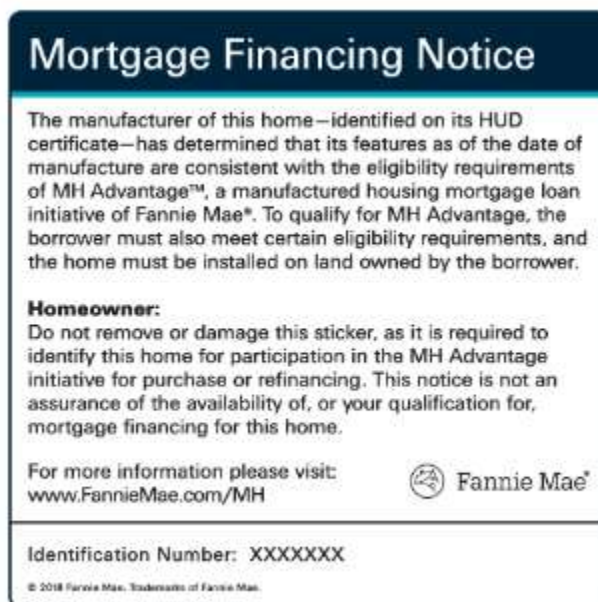 Mortgage Financing Notice
The manufacturer of this home—identified on its HUD
certificate—has determined that its features as of the date of
manufacture are consistent with the eligibility requirements
of MH Advantage™, a manufactured housing mortgage loan
initiative of Fannie Mae®. To qualify for MH Advantage, the
borrower must also meet certain eligibility requirements, and
the home must be installed on land owned by the borrower.
Homeowner:
Do not remove or damage this sticker, as it is required to
identify this home for participation in the MH Advantage
initiative for purchase or refinancing. This notice is not an
assurance of the availability of, or your qualification for,
mortgage financing for this home.
For more information please visit:
www.FannieMae.com/MH
Fannie Mae®
Identification Number: XXXXXXX
© 2018 Fannie Mae. Trademarks of Fannie Mae.